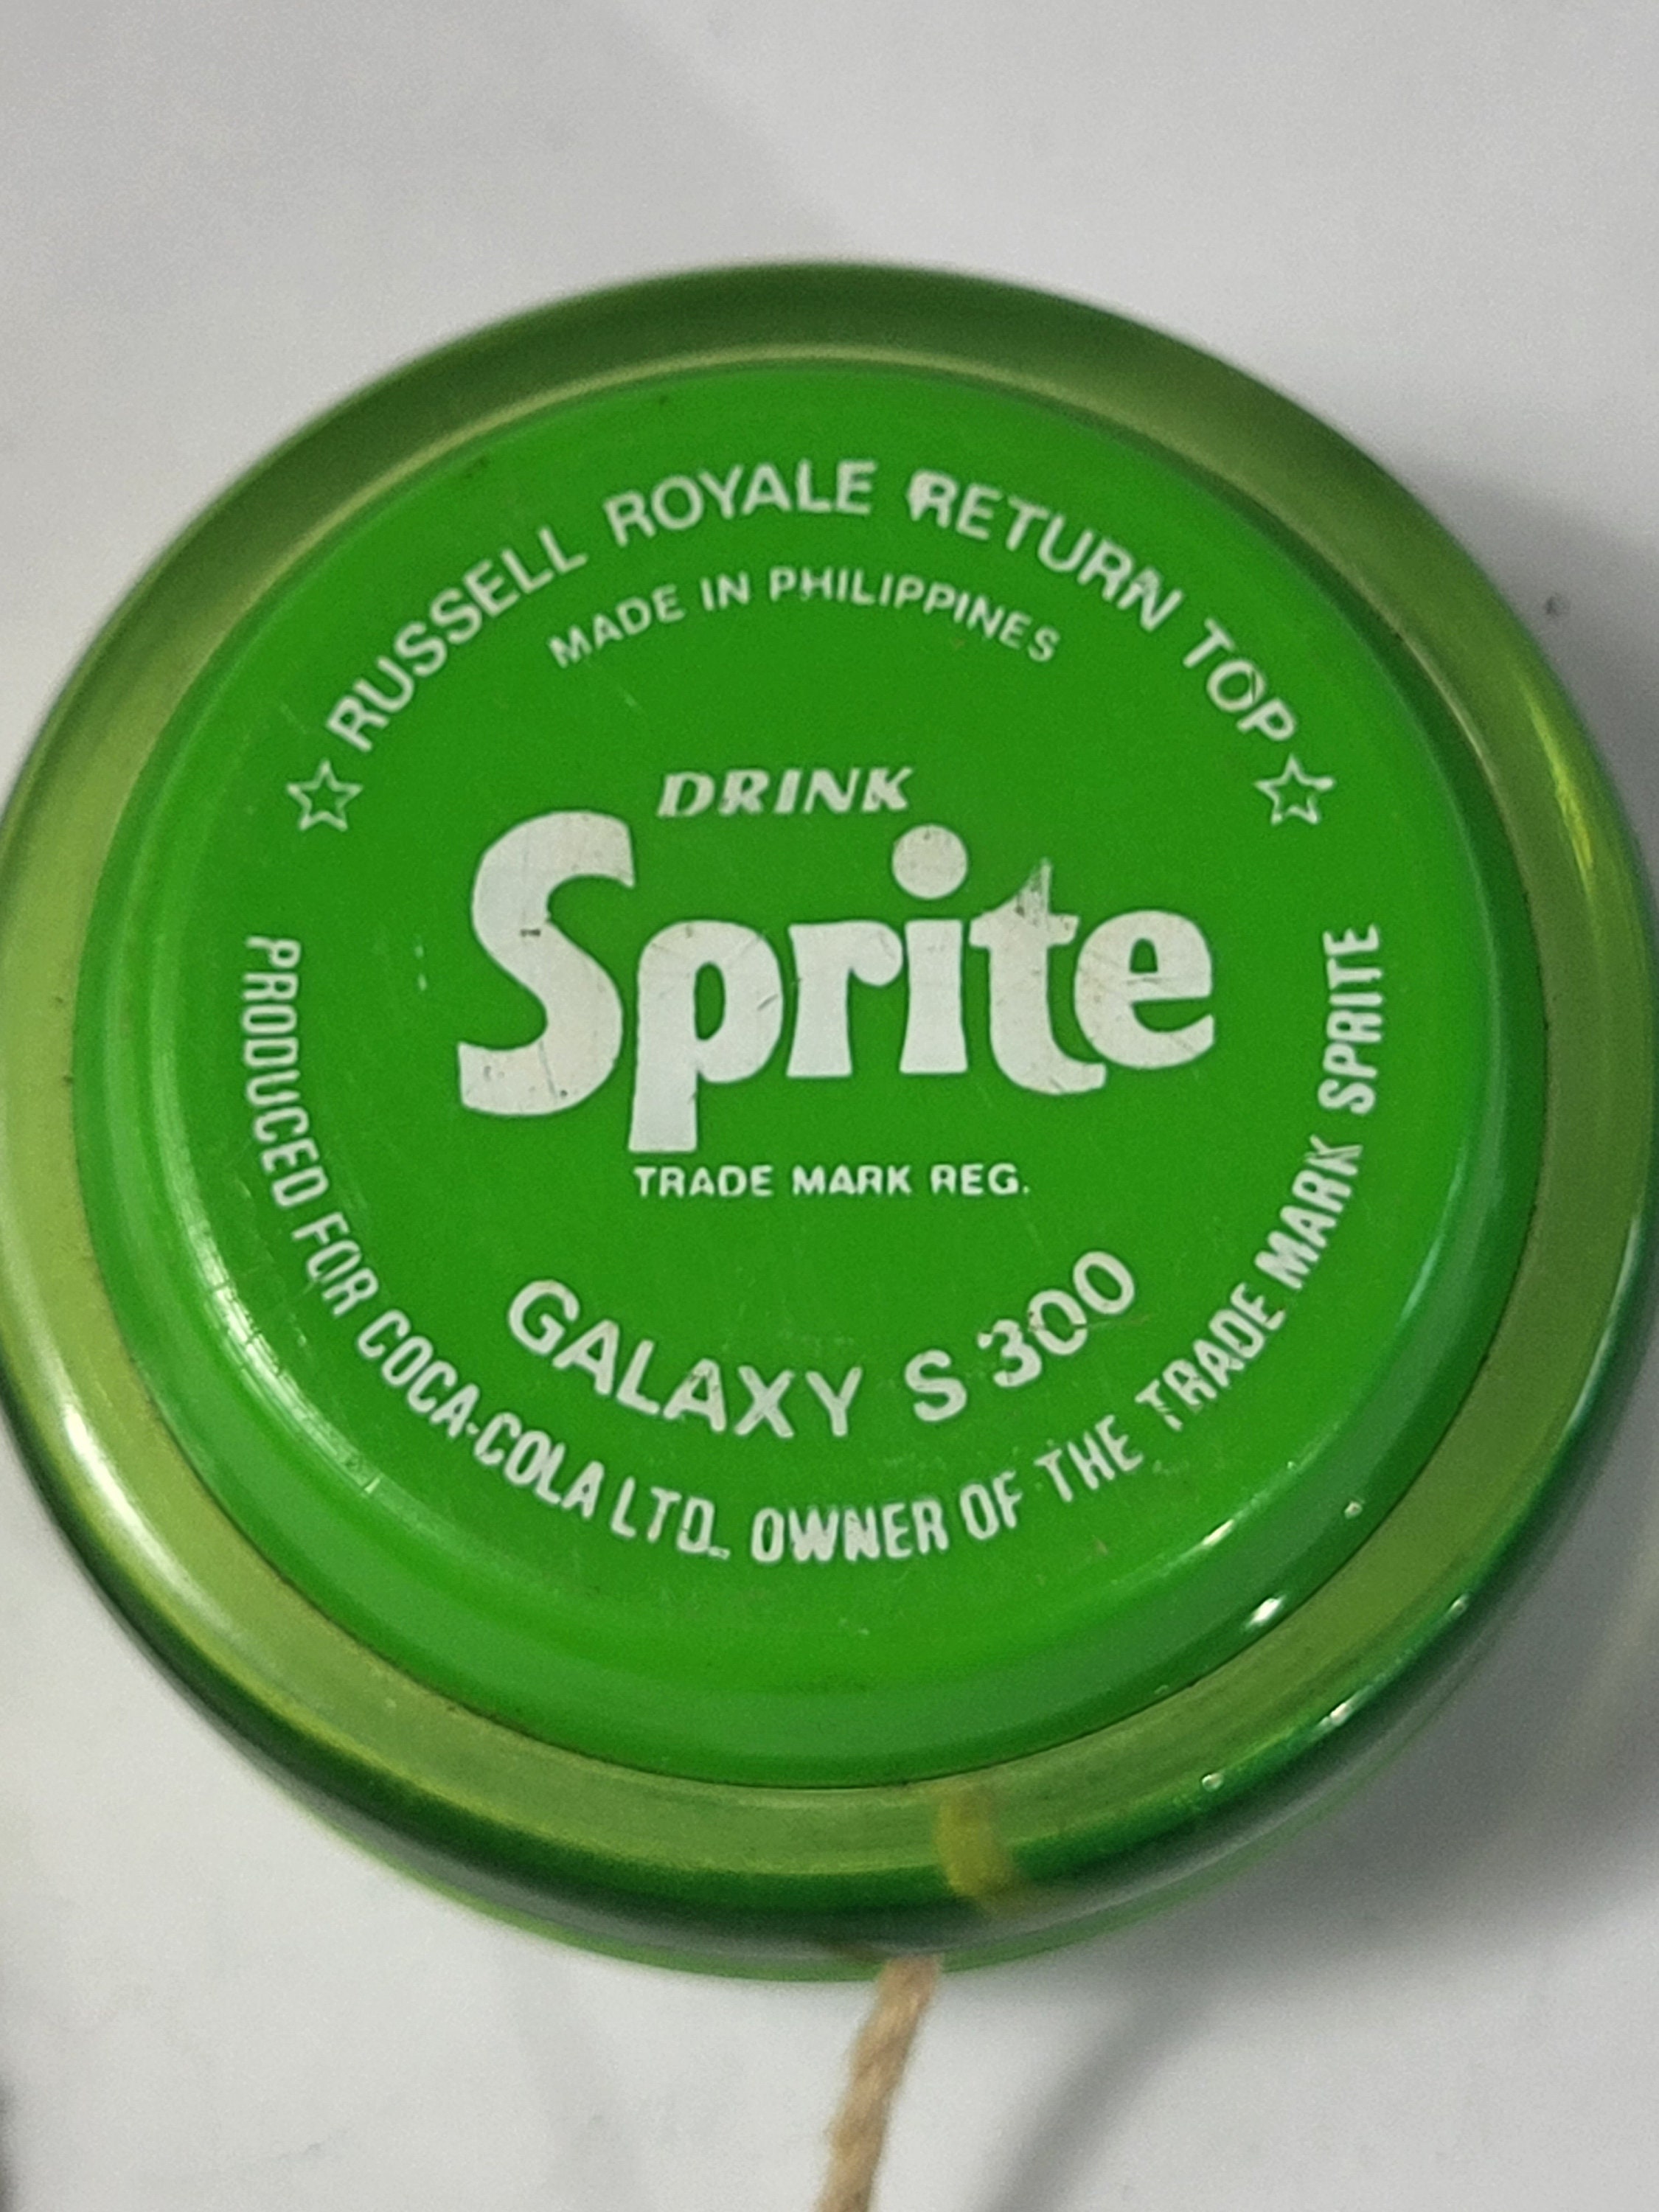 RUSSELL ROYALE RETURN TOP
MADE IN PHILIPPINES
DRINK
Sprite
TRADE MARK REG.
GALAXY S 300
PRODUCED FOR COCA-COLA LTD. OWNER OF THE TRADE MARK SPRITE